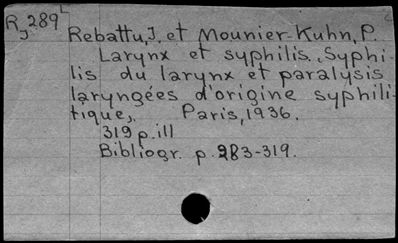 R, 289 L
Rebattu, J. et Mounier-Kuhn, P.
Larynx et syphilis. Syphi-
lis du larynx et paralysis
laryngées d'origine syphili-
tique,. Paris, 1936.
319 p. ill
Bibliogr. p. 283-319.